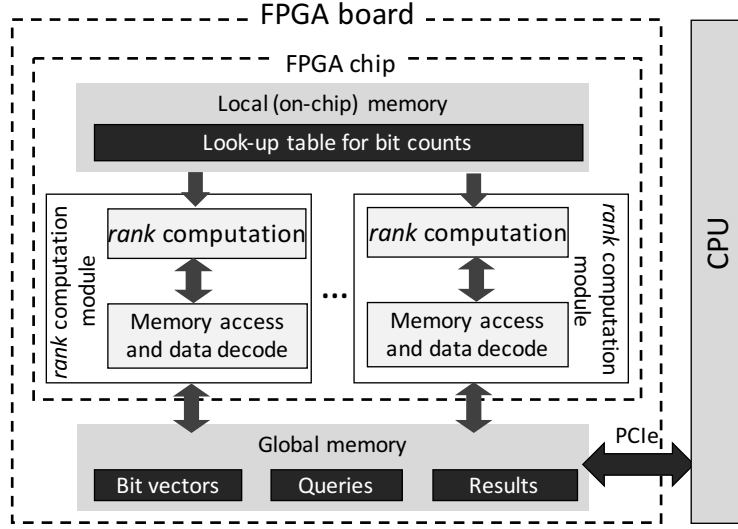 FPGA board
FPGA chip
Local (on-chip) memory
Look-up table for bit counts
rank computation
module
rank computation
Memory access
and data decode
...
rank computation
Memory access
and data decode
rank computation
module
Global memory
Bit vectors
Queries
Results
PCIe
CPU